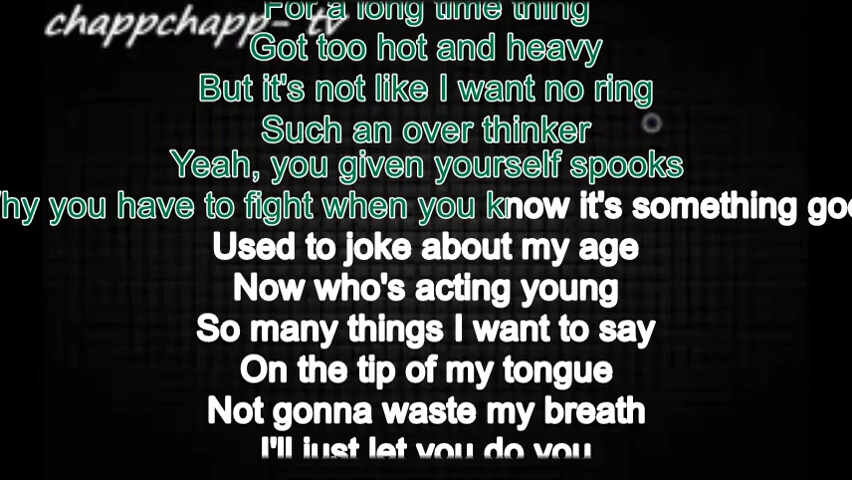 chappchapp- tv
For a long time thing
Got too hot and heavy
But it's not like I want no ring
Such an over thinker
Yeah, you given yourself spooks
hy you have to fight when you know it's something goo
Used to joke about my age
Now who's acting young
So many things I want to say
On the tip of my tongue
Not gonna waste my breath
I'll just let you do you